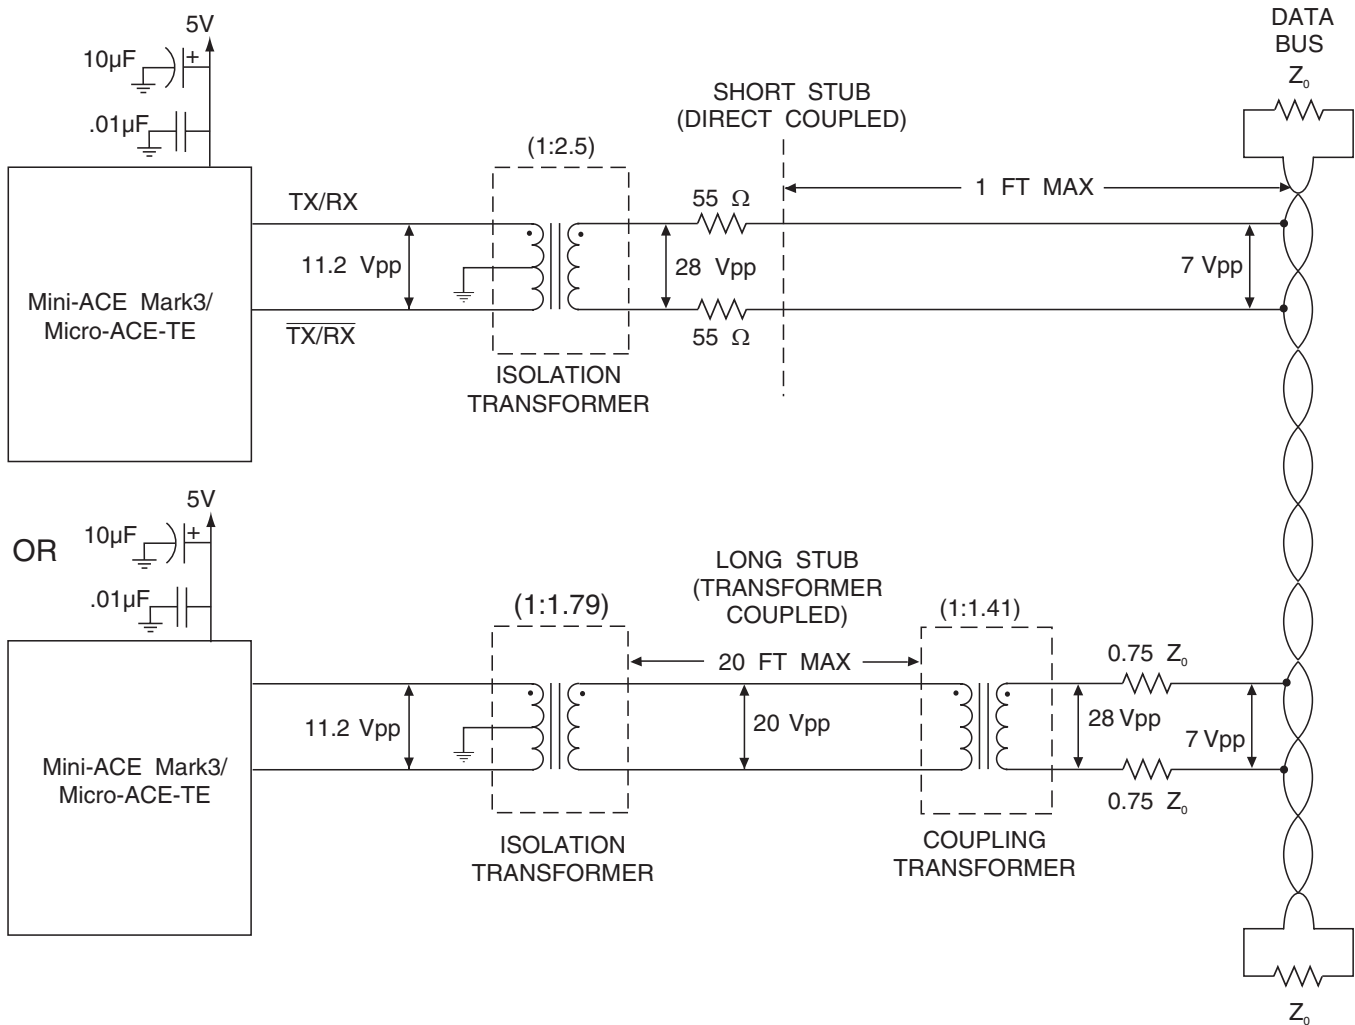 5V
10µF
+
.01µF
Mini-ACE Mark3/
Micro-ACE-TE
TX/RX
TX/RX
11.2 Vpp
(1:2.5)
ISOLATION
TRANSFORMER
28 Vpp
55 Ω
55 Ω
SHORT STUB
(DIRECT COUPLED)
1 FT MAX
7 Vpp
DATA
BUS
Z₀
OR
5V
10µF
+
.01µF
Mini-ACE Mark3/
Micro-ACE-TE
11.2 Vpp
(1:1.79)
ISOLATION
TRANSFORMER
LONG STUB
(TRANSFORMER
COUPLED)
20 FT MAX
20 Vpp
(1:1.41)
COUPLING
TRANSFORMER
28 Vpp
0.75 Z₀
0.75 Z₀
7 Vpp
Z₀